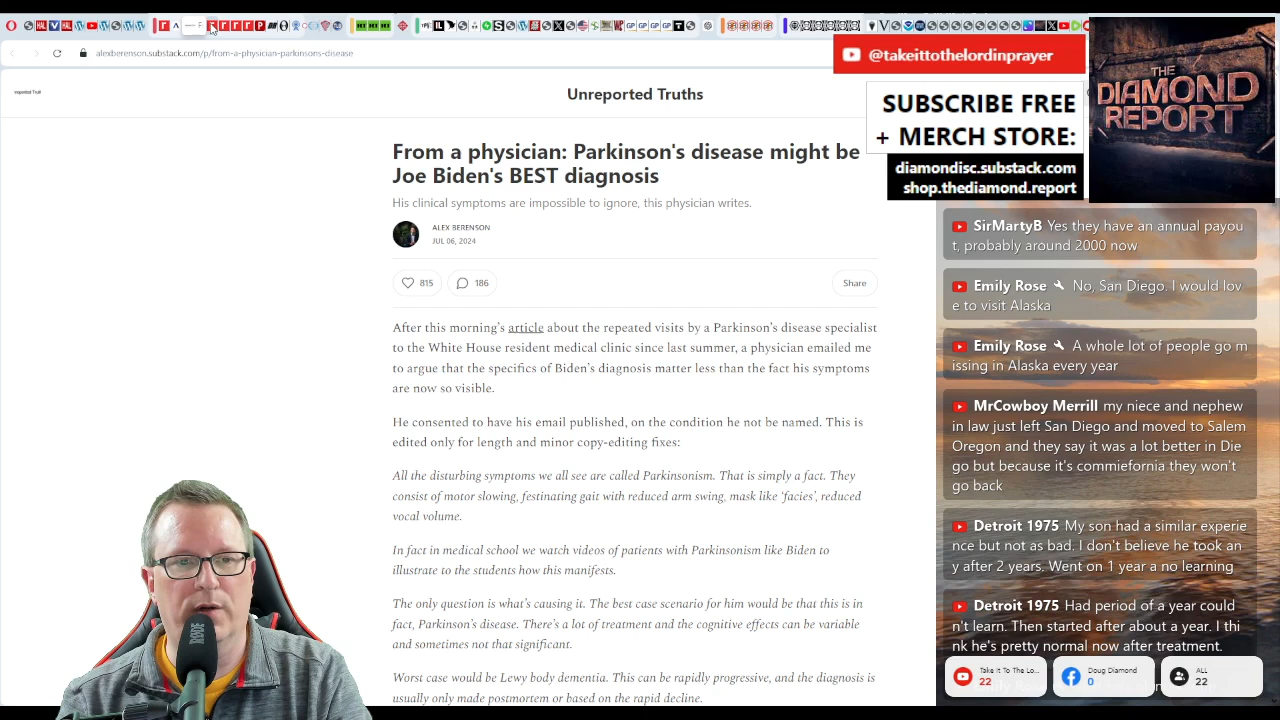 alexberenson.substack.com/p/from-a-physician-parkinsons-disease
@takeittothelordinprayer
THE
DIAMOND
REPORT
SUBSCRIBE FREE
+ MERCH STORE:
diamondisc.substack.com
shop.thediamond.report
Unreported Truths
From a physician: Parkinson's disease might be
Joe Biden's BEST diagnosis
His clinical symptoms are impossible to ignore, this physician writes.
ALEX BERENSON
JUL 06, 2024
815
186
Share
After this morning's article about the repeated visits by a Parkinson's disease specialist
to the White House resident medical clinic since last summer, a physician emailed me
to argue that the specifics of Biden's diagnosis matter less than the fact his symptoms
are now so visible.
He consented to have his email published, on the condition he not be named. This is
edited only for length and minor copy-editing fixes:
All the disturbing symptoms we all see are called Parkinsonism. That is simply a fact. They
consist of motor slowing, festinating gait with reduced arm swing, mask like 'facies', reduced
vocal volume.
In fact in medical school we watch videos of patients with Parkinsonism like Biden to
illustrate to the students how this manifests.
The only question is what's causing it. The best case scenario for him would be that this is in
fact, Parkinson's disease. There's a lot of treatment and the cognitive effects can be variable
and sometimes not that significant.
Worst case would be Lewy body dementia. This can be rapidly progressive, and the diagnosis is
usually only made postmortem or based on the rapid decline.
SirMartyB Yes they have an annual payou
t, probably around 2000 now
Emily Rose No, San Diego. I would lov
e to visit Alaska
Emily Rose A whole lot of people go m
issing in Alaska every year
MrCowboy Merrill my niece and nephew
in law just left San Diego and moved to Salem
Oregon and they say it was a lot better in Die
go but because it's commiefornia they won't
go back
Detroit 1975 My son had a similar experie
nce but not as bad. I don't believe he took an
y after 2 years. Went on 1 year a no learning
Detroit 1975 Had period of a year could
n't learn. Then started after about a year. I thi
nk he's pretty normal now after treatment.
Take It To The Lo...
22
Doug Diamond
0
ALL
22